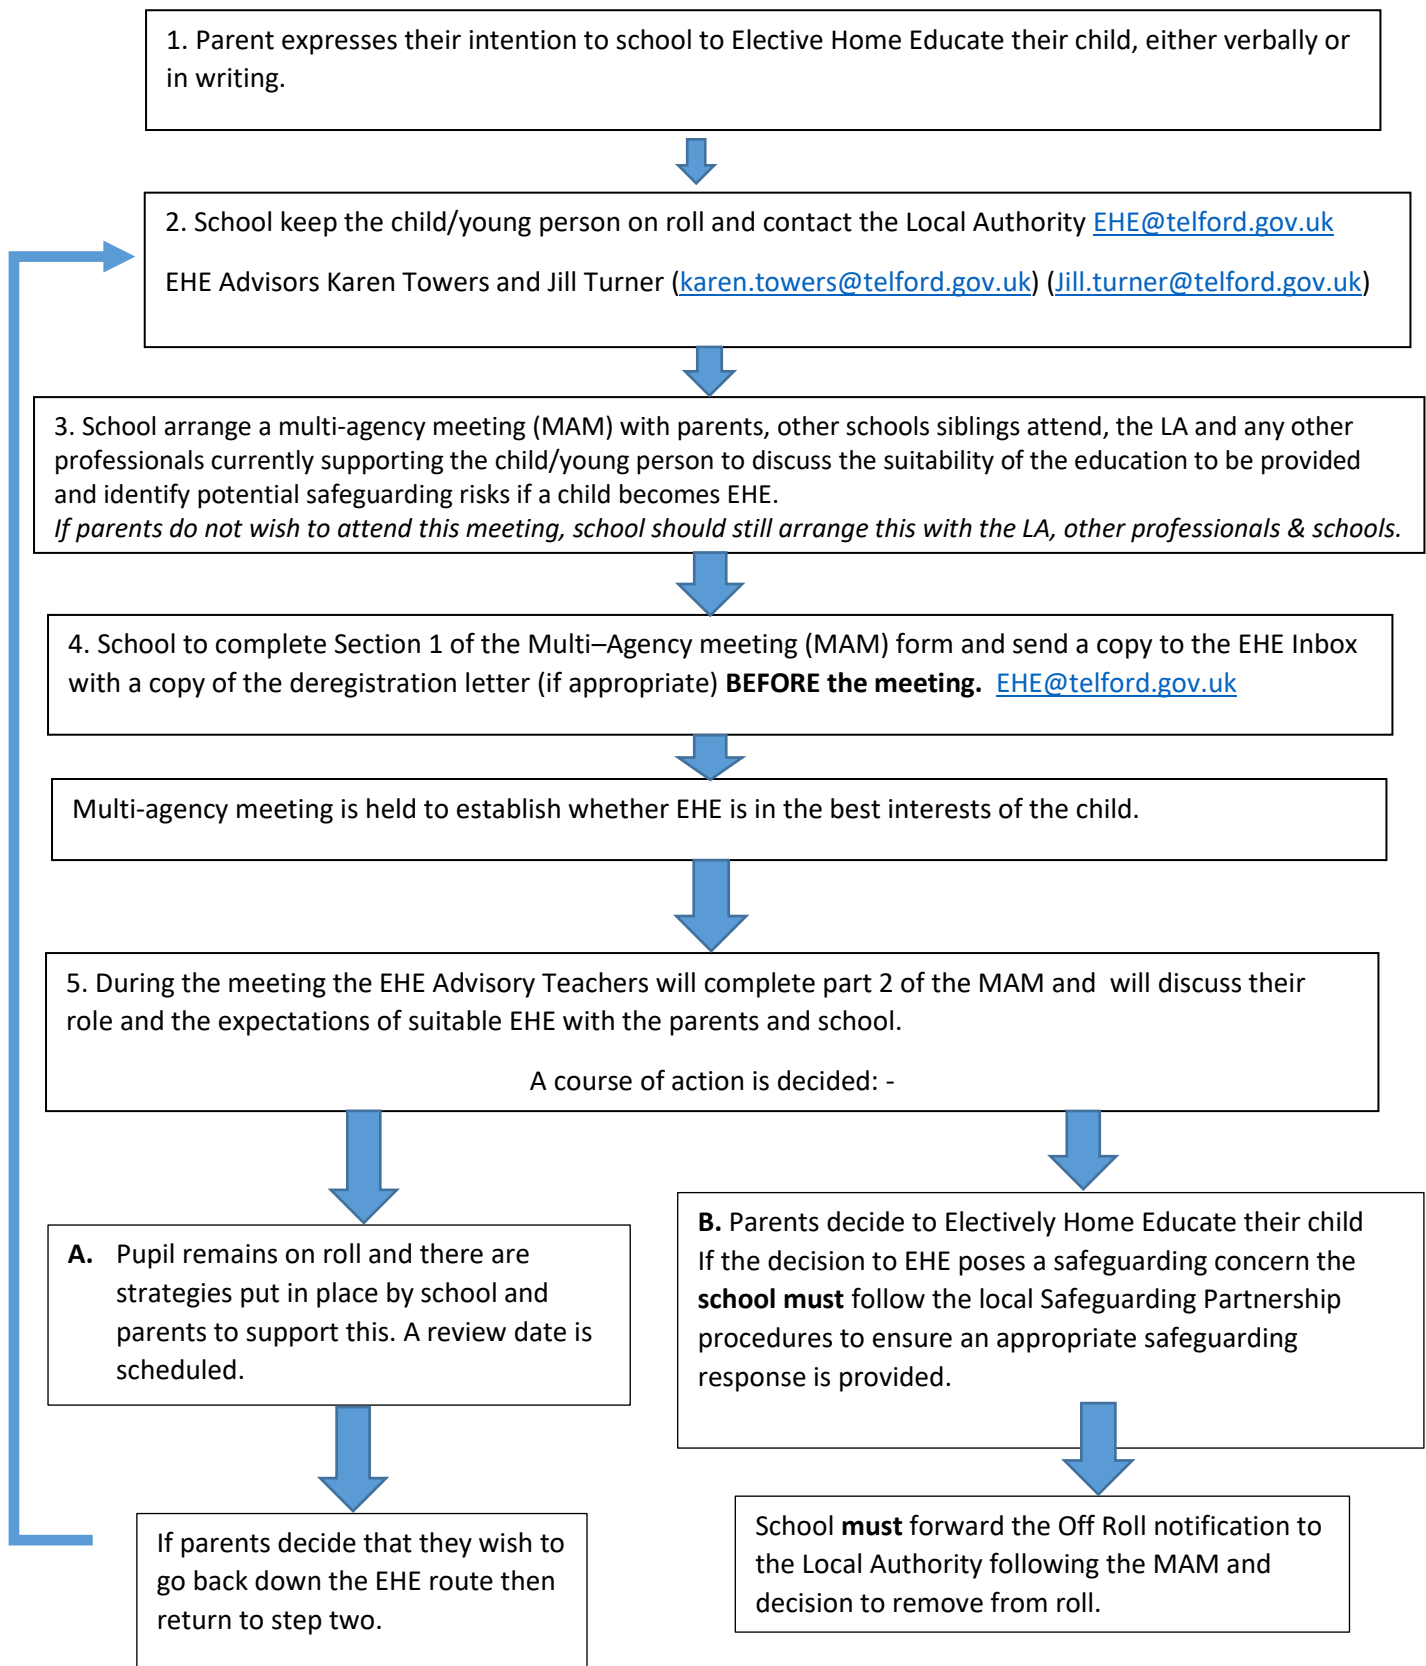 1. Parent expresses their intention to school to Elective Home Educate their child, either verbally or
in writing.
2. School keep the child/young person on roll and contact the Local Authority EHE@telford.gov.uk
EHE Advisors Karen Towers and Jill Turner (karen.towers@telford.gov.uk) (Jill.turner@telford.gov.uk)
3. School arrange a multi-agency meeting (MAM) with parents, other schools siblings attend, the LA and any other
professionals currently supporting the child/young person to discuss the suitability of the education to be provided
and identify potential safeguarding risks if a child becomes EHE.
If parents do not wish to attend this meeting, school should still arrange this with the LA, other professionals & schools.
4. School to complete Section 1 of the Multi–Agency meeting (MAM) form and send a copy to the EHE Inbox
with a copy of the deregistration letter (if appropriate) BEFORE the meeting. EHE@telford.gov.uk
Multi-agency meeting is held to establish whether EHE is in the best interests of the child.
5. During the meeting the EHE Advisory Teachers will complete part 2 of the MAM and will discuss their
role and the expectations of suitable EHE with the parents and school.
A course of action is decided: -
A. Pupil remains on roll and there are
strategies put in place by school and
parents to support this. A review date is
scheduled.
If parents decide that they wish to
go back down the EHE route then
return to step two.
B. Parents decide to Electively Home Educate their child
If the decision to EHE poses a safeguarding concern the
school must follow the local Safeguarding Partnership
procedures to ensure an appropriate safeguarding
response is provided.
School must forward the Off Roll notification to
the Local Authority following the MAM and
decision to remove from roll.